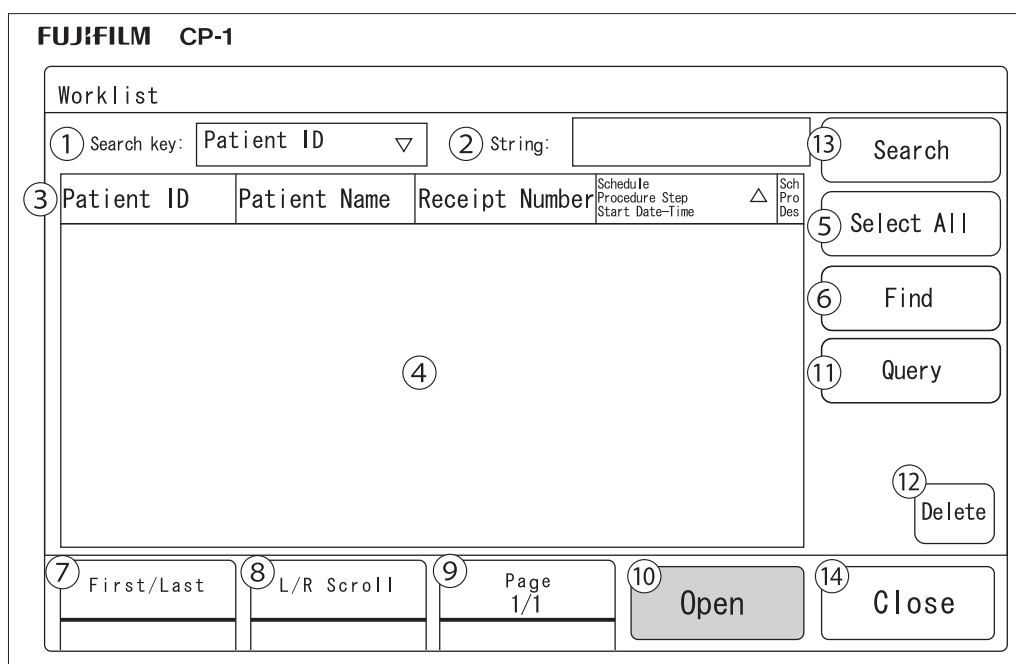 FUJIFILM CP-1
Worklist
① Search key: Patient ID ▽ ② String: ⑬ Search
③ Patient ID Patient Name Receipt Number Schedule Procedure Step Start Date-Time △ Sch Pro Des
⑤ Select All
⑥ Find
④
⑪ Query
⑫ Delete
⑦ First/Last ⑧ L/R Scroll ⑨ Page 1/1 ⑩ Open ⑭ Close